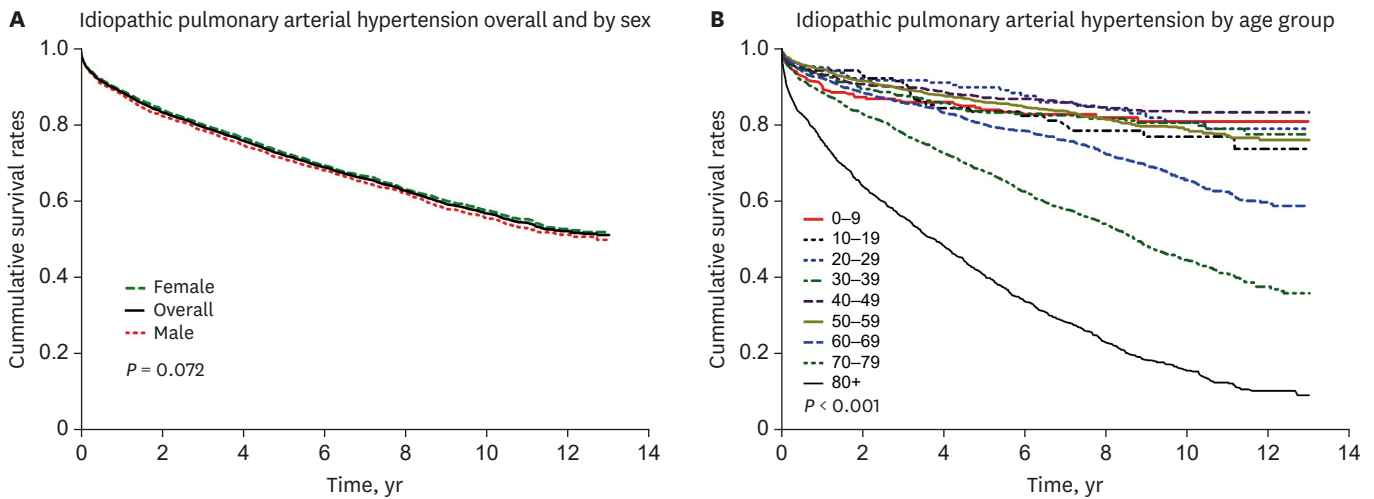 A Idiopathic pulmonary arterial hypertension overall and by sex
Cummulative survival rates
1.0
0.8
0.6
0.4
0.2
0
Female
Overall
Male
P = 0.072
0 2 4 6 8 10 12 14
Time, yr
B Idiopathic pulmonary arterial hypertension by age group
Cummulative survival rates
1.0
0.8
0.6
0.4
0.2
0
0–9
10–19
20–29
30–39
40–49
50–59
60–69
70–79
80+
P < 0.001
0 2 4 6 8 10 12 14
Time, yr